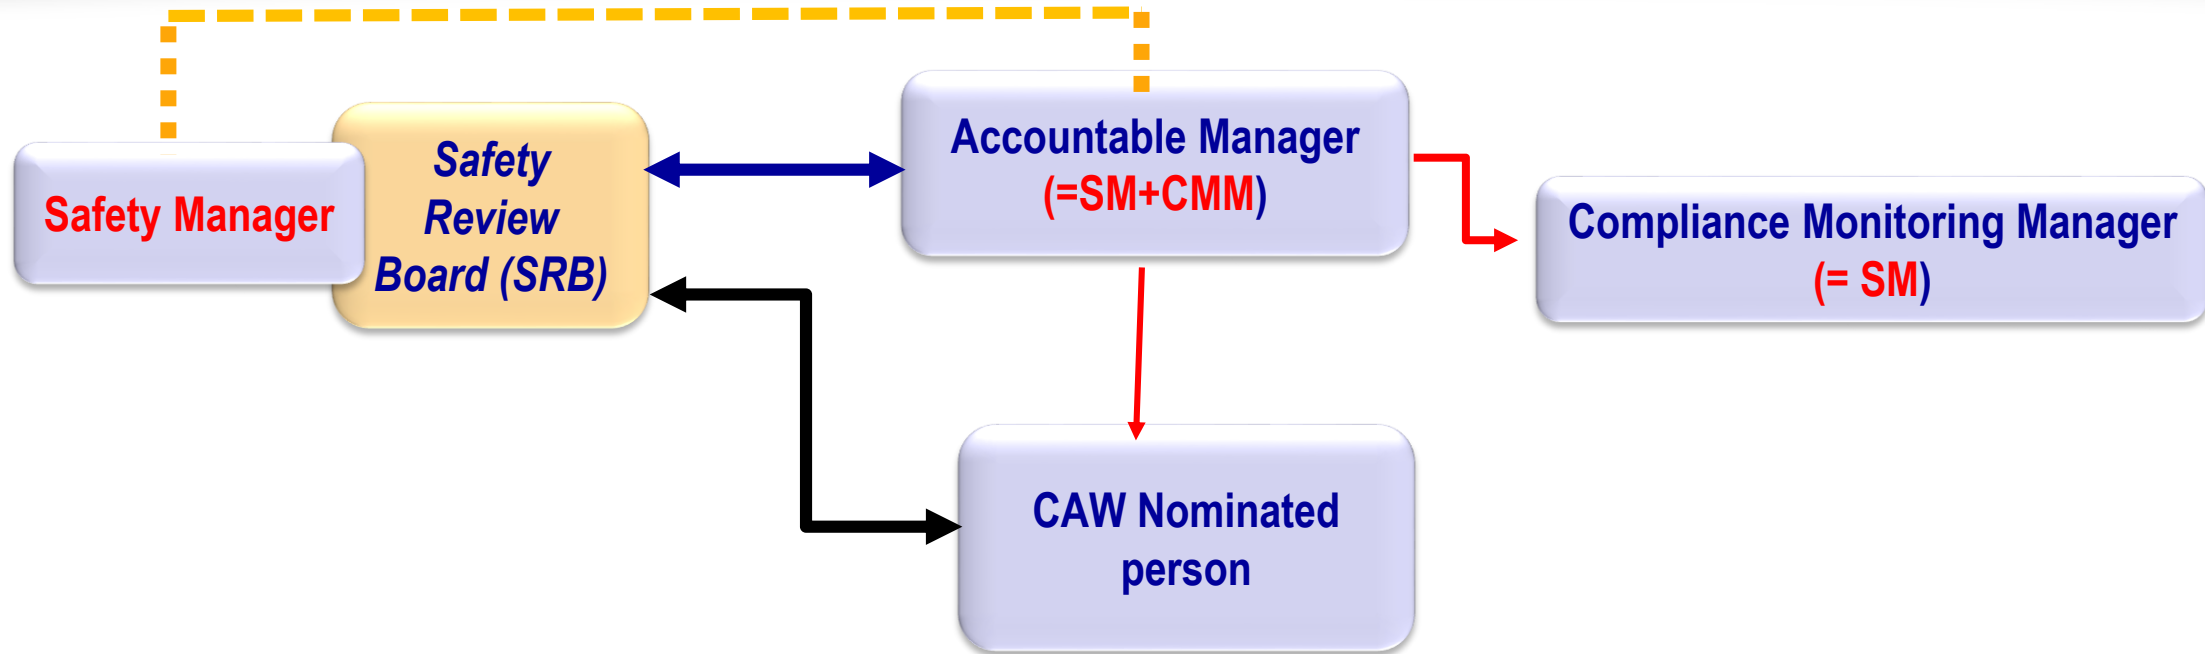 Safety Manager
Safety
Review
Board (SRB)
Accountable Manager
(=SM+CMM)
Compliance Monitoring Manager
(= SM)
CAW Nominated
person